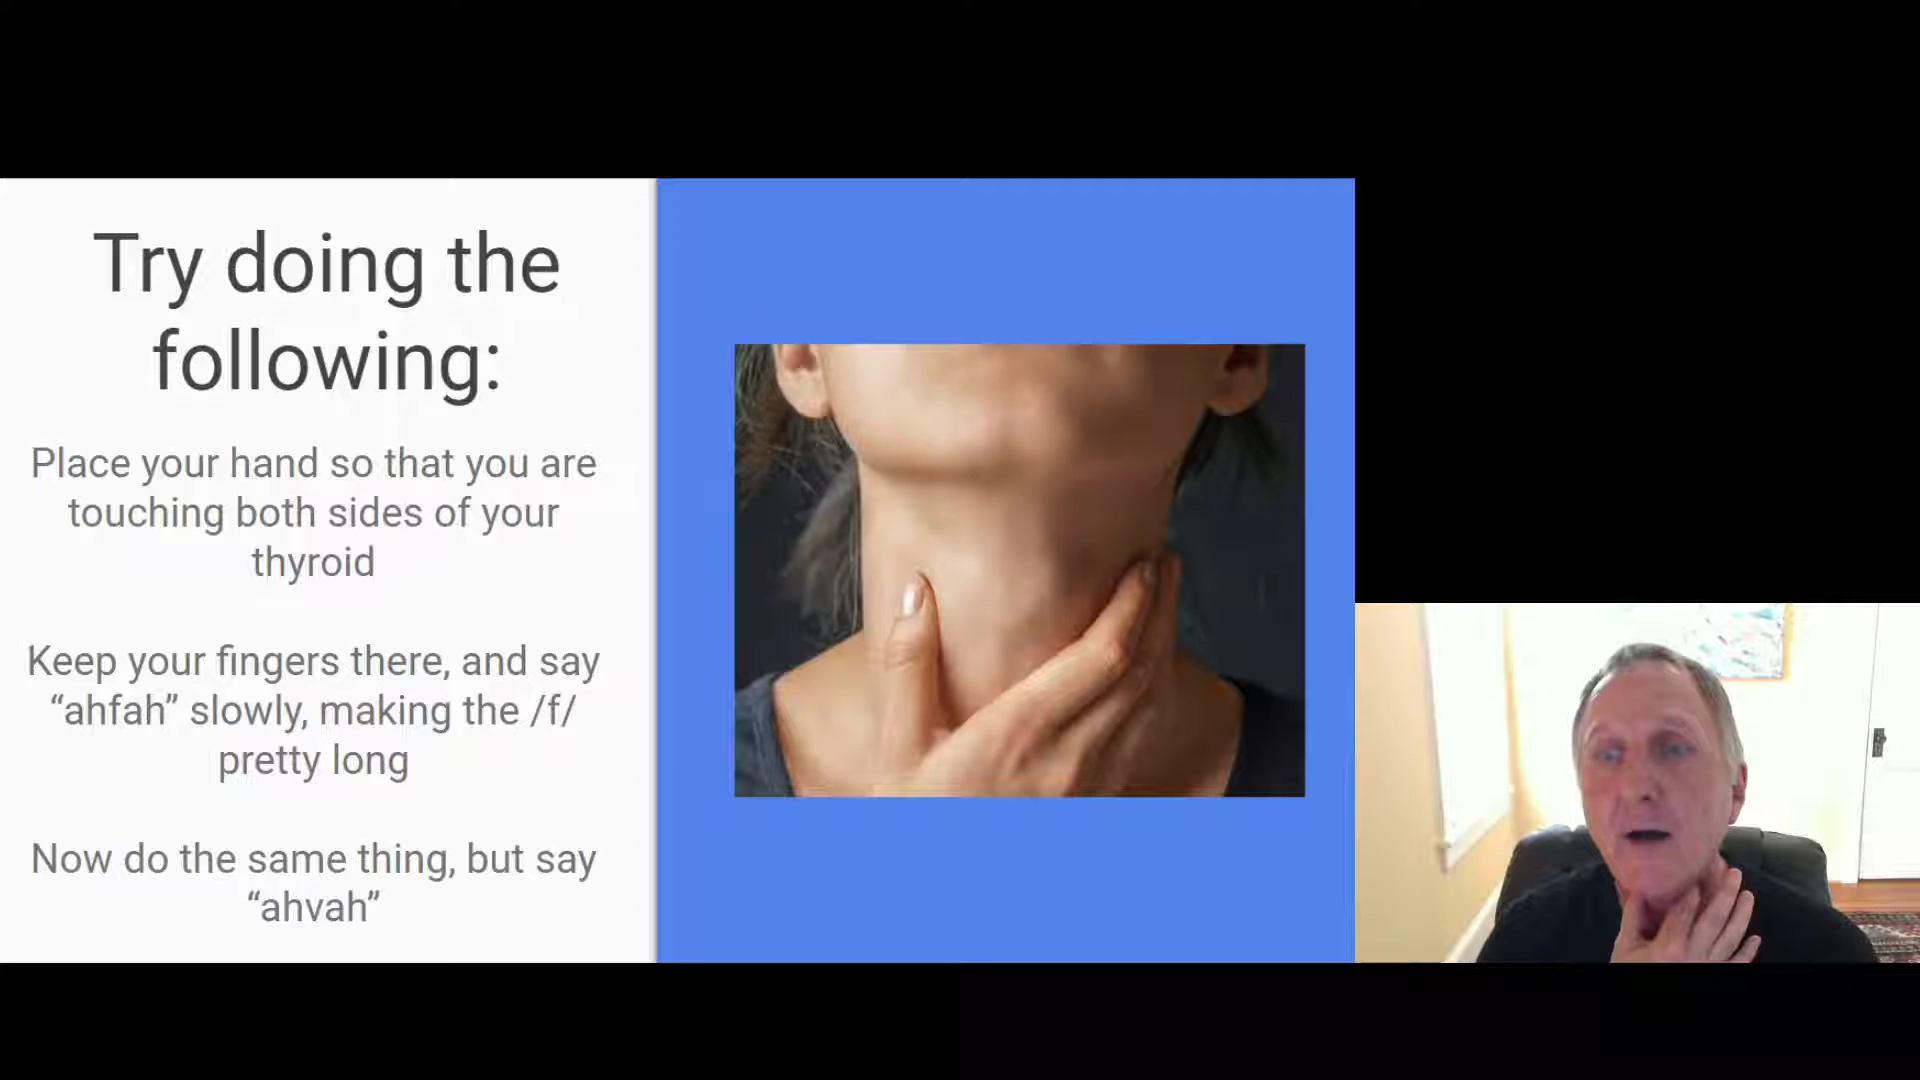 Try doing the
following:
Place your hand so that you are
touching both sides of your
thyroid
Keep your fingers there, and say
“ahfah” slowly, making the /f/
pretty long
Now do the same thing, but say
“ahvah”